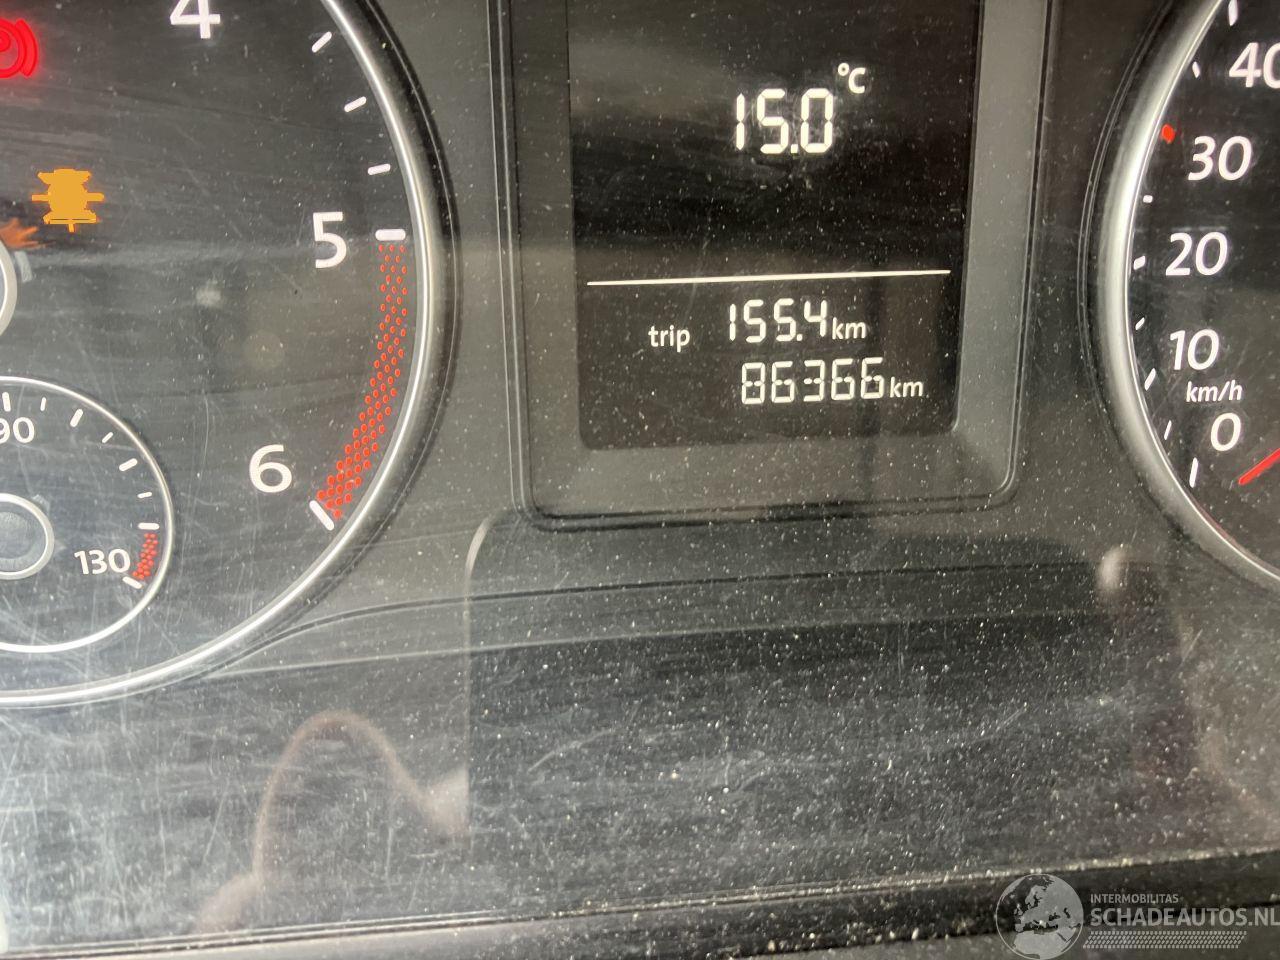 4
5
6
90
130
15.0 °C
trip 155.4 km
86366 km
40
30
20
10
km/h
0
INTERMOBILITAS
SCHADEAUTOS.NL